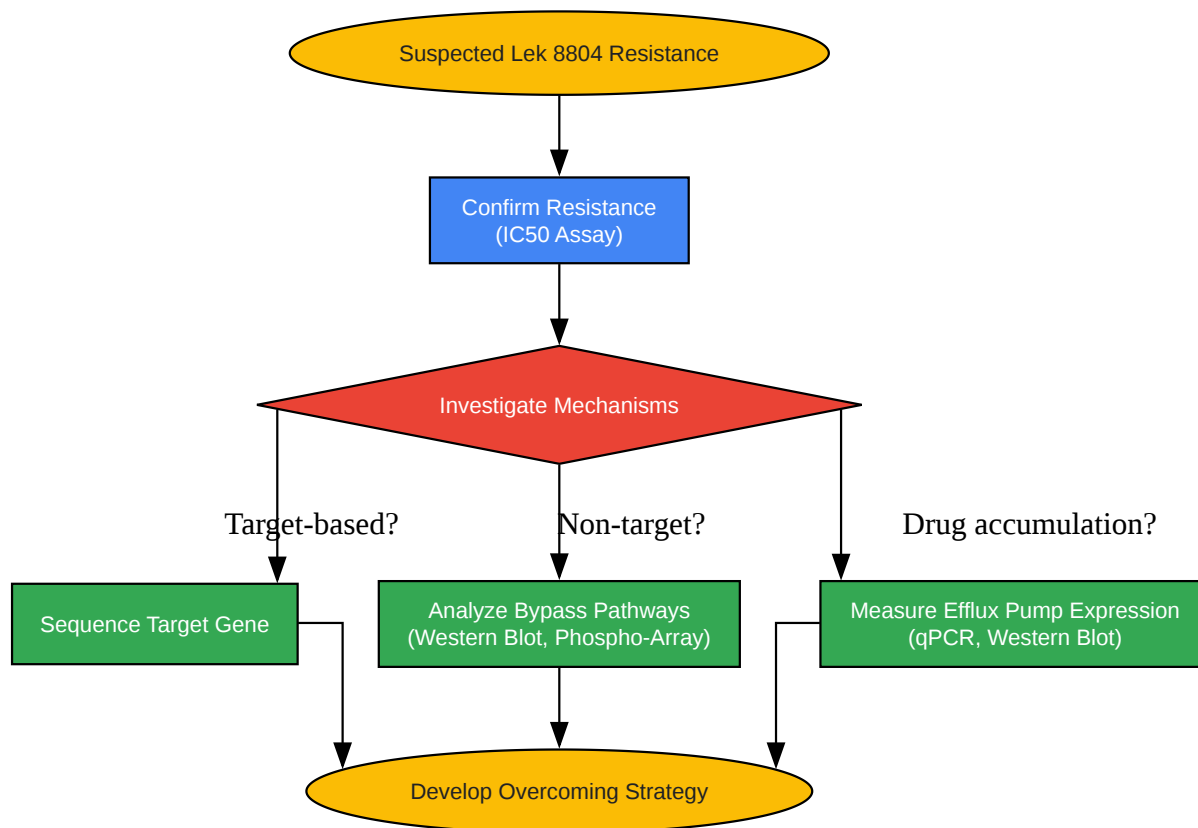 Suspected Lek 8804 Resistance
Confirm Resistance
(IC50 Assay)
Investigate Mechanisms
Target-based?
Non-target?
Drug accumulation?
Sequence Target Gene
Analyze Bypass Pathways
(Western Blot, Phospho-Array)
Measure Efflux Pump Expression
(qPCR, Western Blot)
Develop Overcoming Strategy